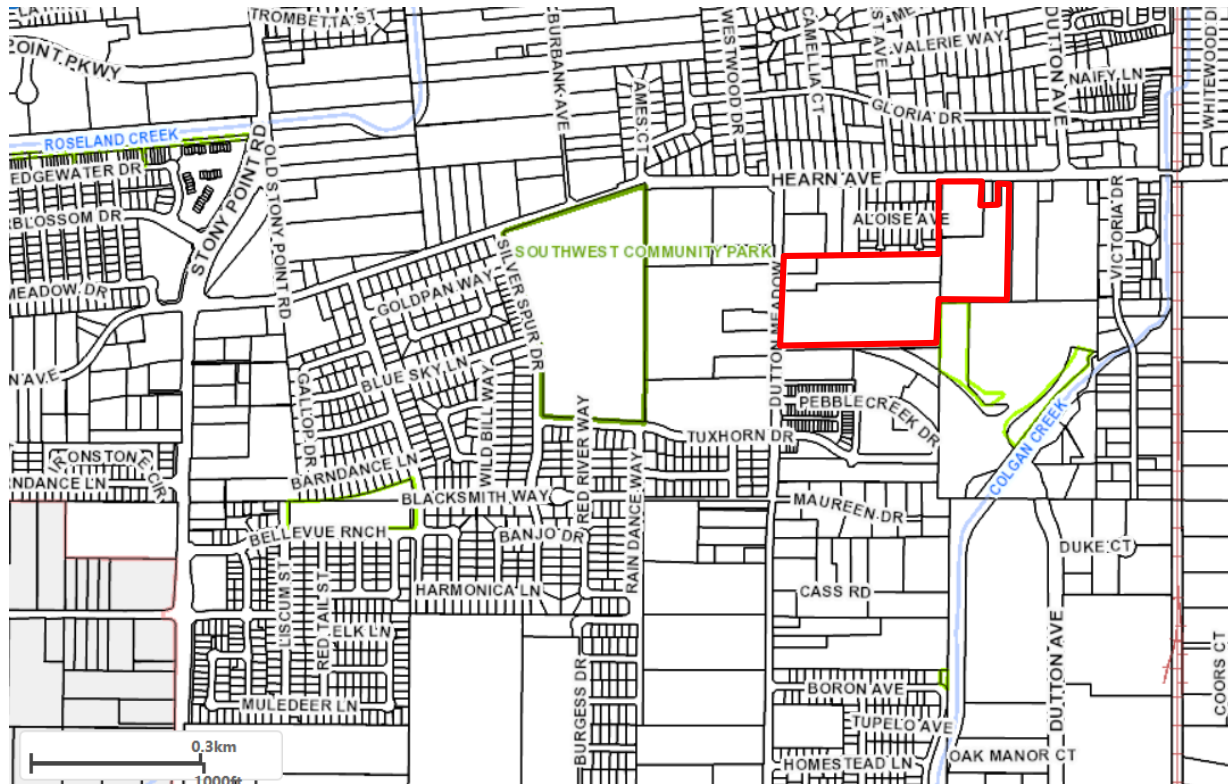 TROMBETTA ST
POINT PKWY
BURBANK AVE
AMES CT
WESTWOOD DR
CAMELLIA CT
VALERIE WAY
DUTTON AVE
NAIFY LN
WHITEWOOD D
GLORIA DR
ROSELAND CREEK
EDGEWATER DR
STONY POINT RD
OLD STONY POINT RD
HEARN AVE
BLOSSOM DR
ALOISE AVE
VICTORIA DR
SOUTHWEST COMMUNITY PARK
SILVER SPUR DR
GOLDPAN WAY
DUTTON MEADOW
MEADOW DR
N AVE
BLUE SKY LN
GALLOP DR
WILD BILL WAY
PEBBLECREEK DR
RED RIVER WAY
TUXHORN DR
COLGAN CREEK
IRONSTONE CIR
RNDANCE LN
BARNDANCE LN
BLACKSMITH WAY
RAIN DANCE WAY
MAUREEN DR
BELLEVUE RNCH
BANJO DR
DUKE CT
LISCUM ST
RED TAIL ST
HARMONICA LN
CASS RD
ELK LN
DUTTON AVE
COORS CT
BURGESS DR
BORON AVE
MULEDEER LN
TUPELO AVE
OAK MANOR CT
HOMESTEAD LN
0.3km
1000ft